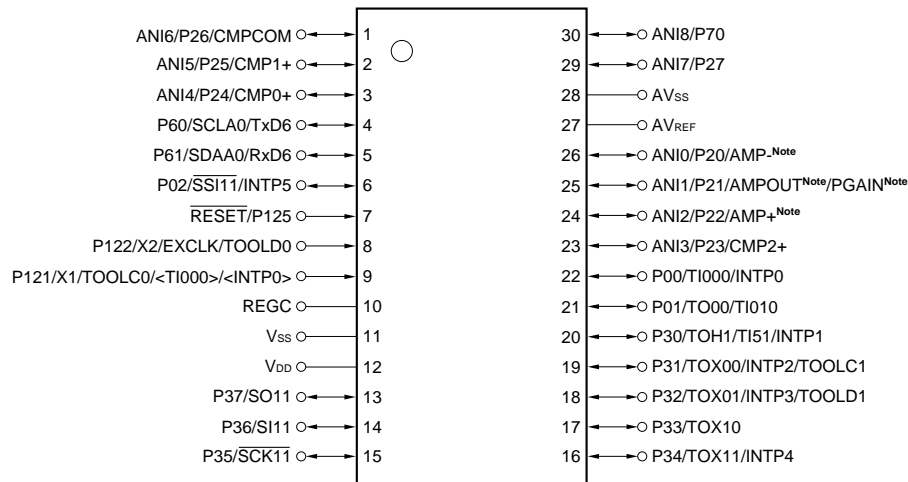 ANI6/P26/CMPCOM 1 30 ANI8/P70
ANI5/P25/CMP1+ 2 29 ANI7/P27
ANI4/P24/CMP0+ 3 28 AVSS
P60/SCLA0/TxD6 4 27 AVREF
P61/SDAA0/RxD6 5 26 ANI0/P20/AMP-Note
P02/SSI11/INTP5 6 25 ANI1/P21/AMPOUTNote/PGAINNote
RESET/P125 7 24 ANI2/P22/AMP+Note
P122/X2/EXCLK/TOOLD0 8 23 ANI3/P23/CMP2+
P121/X1/TOOLC0/<TI000>/<INTP0> 9 22 P00/TI000/INTP0
REGC 10 21 P01/TO00/TI010
VSS 11 20 P30/TOH1/TI51/INTP1
VDD 12 19 P31/TOX00/INTP2/TOOLC1
P37/SO11 13 18 P32/TOX01/INTP3/TOOLD1
P36/SI11 14 17 P33/TOX10
P35/SCK11 15 16 P34/TOX11/INTP4